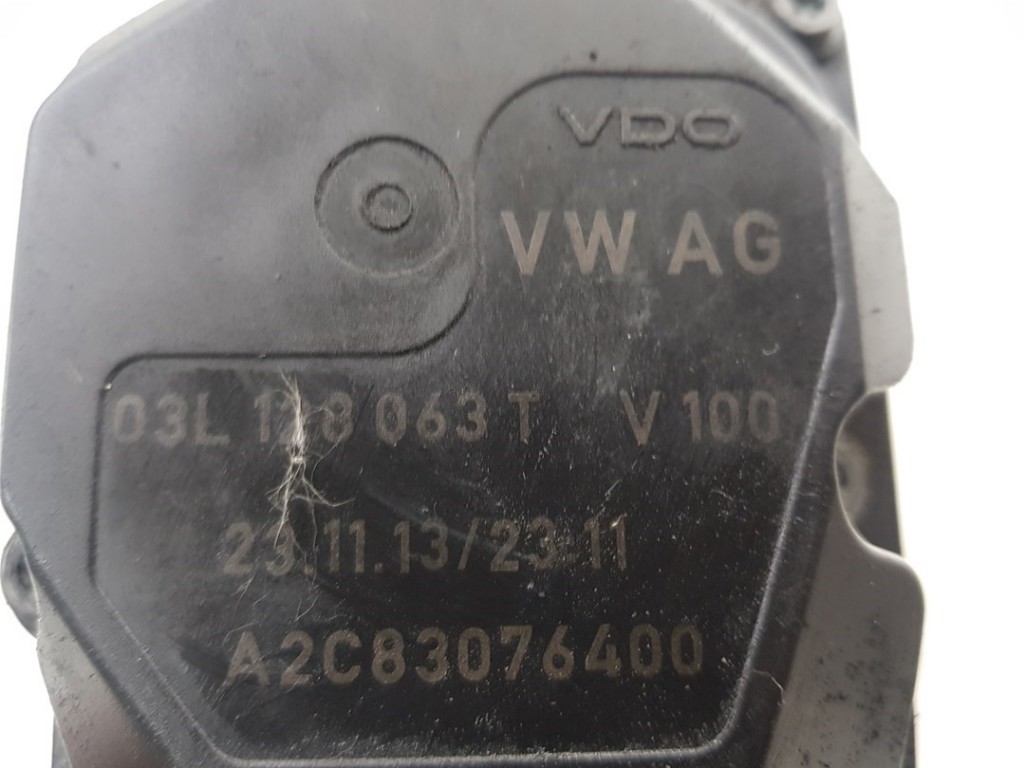 VDO
VW AG
03L 128 063 T V 100
23.11.13/23:11
A2C83076400